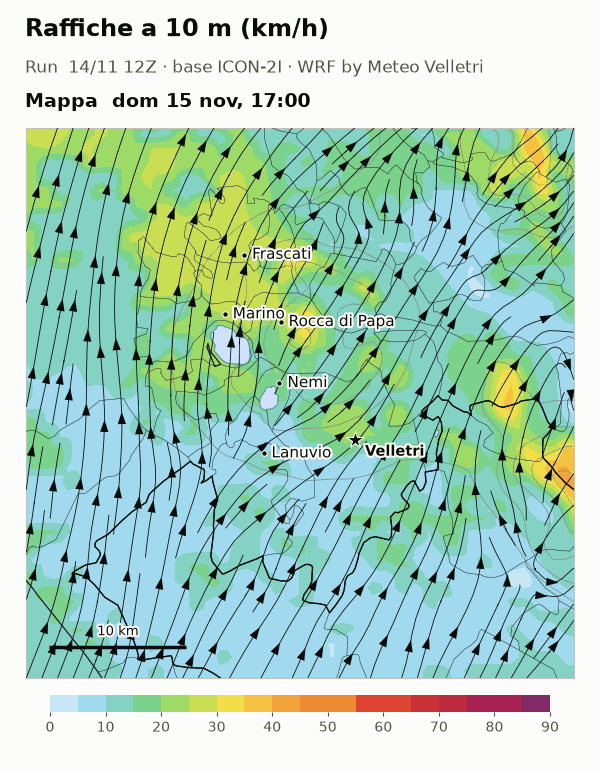 Raffiche a 10 m (km/h)
Run  14/11 12Z · base ICON-2I · WRF by Meteo Velletri
Mappa  dom 15 nov, 17:00
Frascati
Marino
Rocca di Papa
Nemi
Velletri
Lanuvio
10 km
0 10 20 30 40 50 60 70 80 90